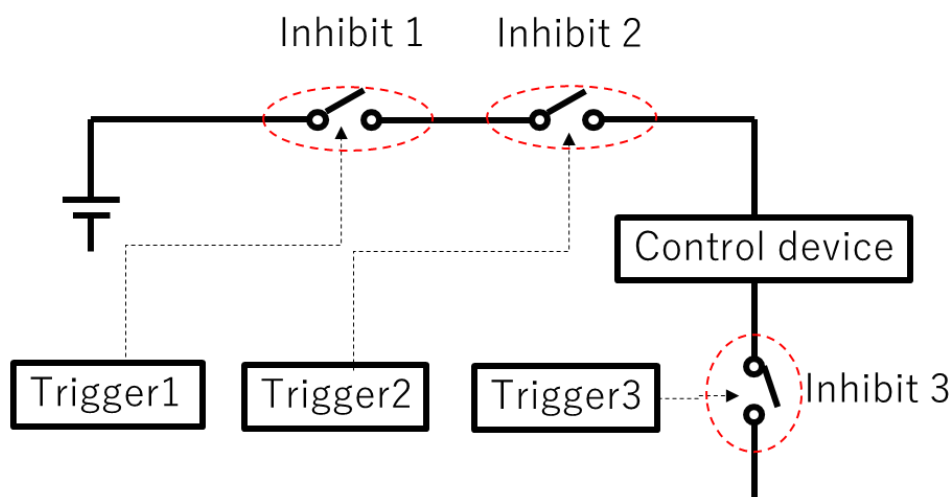 Inhibit 1
Inhibit 2
Control device
Trigger1
Trigger2
Trigger3
Inhibit 3